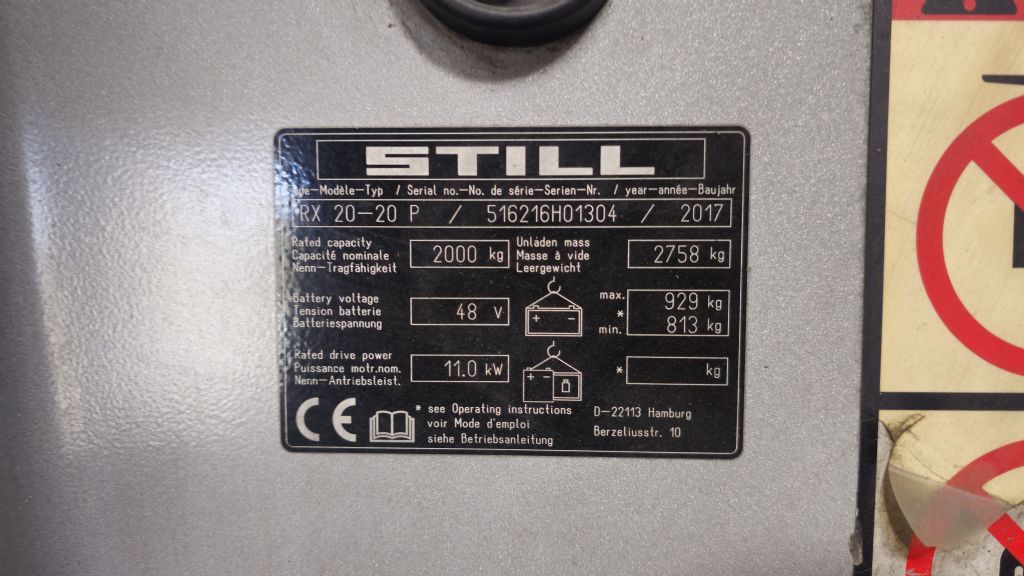 STILL
Type-Modèle-Typ / Serial no.-No. de série-Serien-Nr. / year-année-Baujahr
RX 20-20 P / 516216H01304 / 2017
Rated capacity
Capacité nominale
Nenn-Tragfähigkeit
2000 kg
Unladen mass
Masse à vide
Leergewicht
2758 kg
Battery voltage
Tension batterie
Batteriespannung
48 V
+ -
max. 929 kg
*
min. 813 kg
Rated drive power
Puissance motr.nom.
Nenn-Antriebsleist.
11.0 kW
+ -
* kg
CE
* see Operating instructions
voir Mode d'emploi
siehe Betriebsanleitung
D-22113 Hamburg
Berzeliusstr. 10